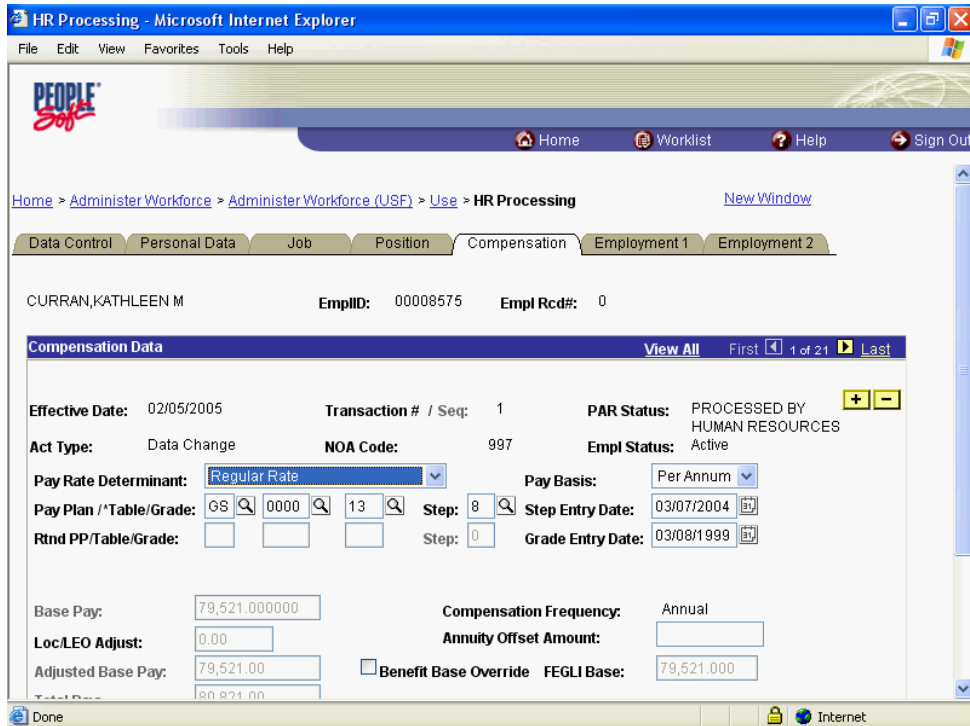 HR Processing - Microsoft Internet Explorer
File Edit View Favorites Tools Help
PEOPLE Soft
Home Worklist Help Sign Out
Home > Administer Workforce > Administer Workforce (USF) > Use > HR Processing New Window
Data Control Personal Data Job Position Compensation Employment 1 Employment 2
CURRAN,KATHLEEN M EmplID: 00008575 Empl Rcd#: 0
Compensation Data View All First 1 of 21 Last
Effective Date: 02/05/2005 Transaction # / Seq: 1 PAR Status: PROCESSED BY HUMAN RESOURCES + −
Act Type: Data Change NOA Code: 997 Empl Status: Active
Pay Rate Determinant: Regular Rate Pay Basis: Per Annum
Pay Plan /*Table/Grade: GS 0000 13 Step: 8 Step Entry Date: 03/07/2004
Rtnd PP/Table/Grade: Step: 0 Grade Entry Date: 03/08/1999
Base Pay: 79,521.000000 Compensation Frequency: Annual
Loc/LEO Adjust: 0.00 Annuity Offset Amount:
Adjusted Base Pay: 79,521.00 Benefit Base Override FEGLI Base: 79,521.000
Total Pay: 80,821.00
Done Internet